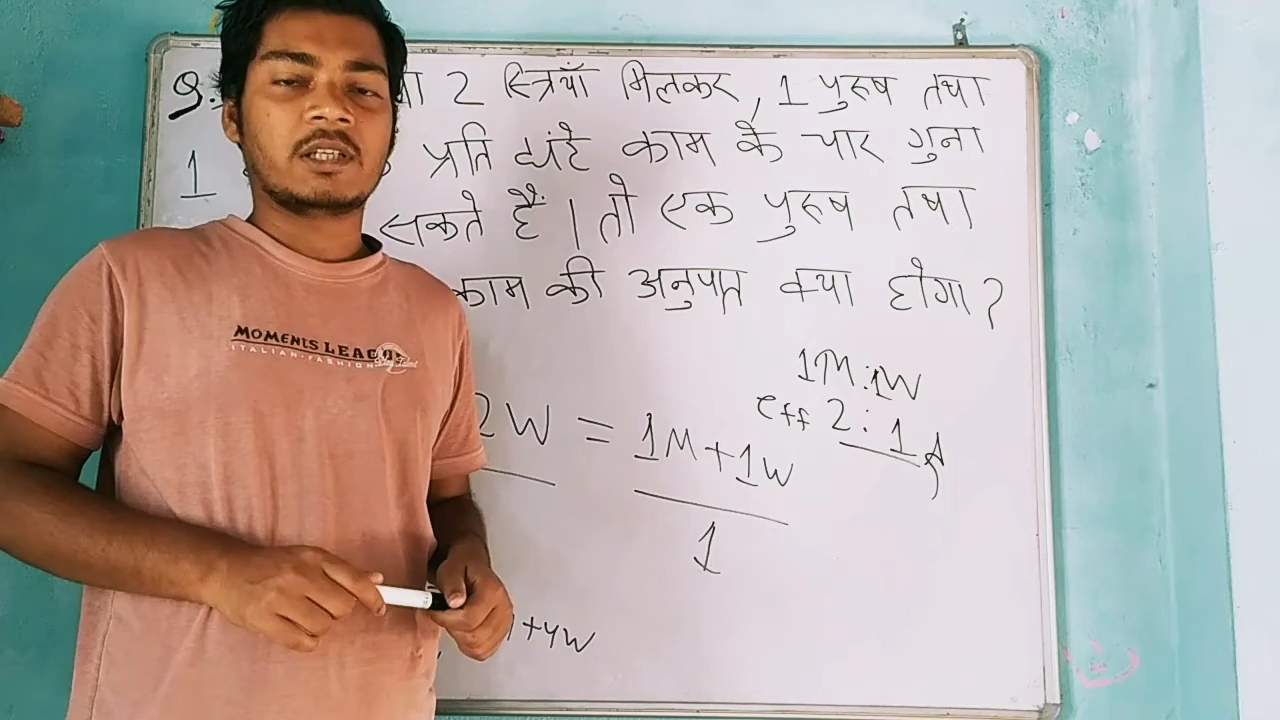 Q. 2 स्त्रियाँ मिलकर, 1 पुरुष तथा
1 प्रति घंटे काम के चार गुना
सकते हैं । तो एक पुरुष तथा
काम की अनुपात क्या होगा ?
1M:1W
eff 2:1
2W = 1M+1W
1
+4W
MOMENTS LEAGUE
ITALIAN-FASHION